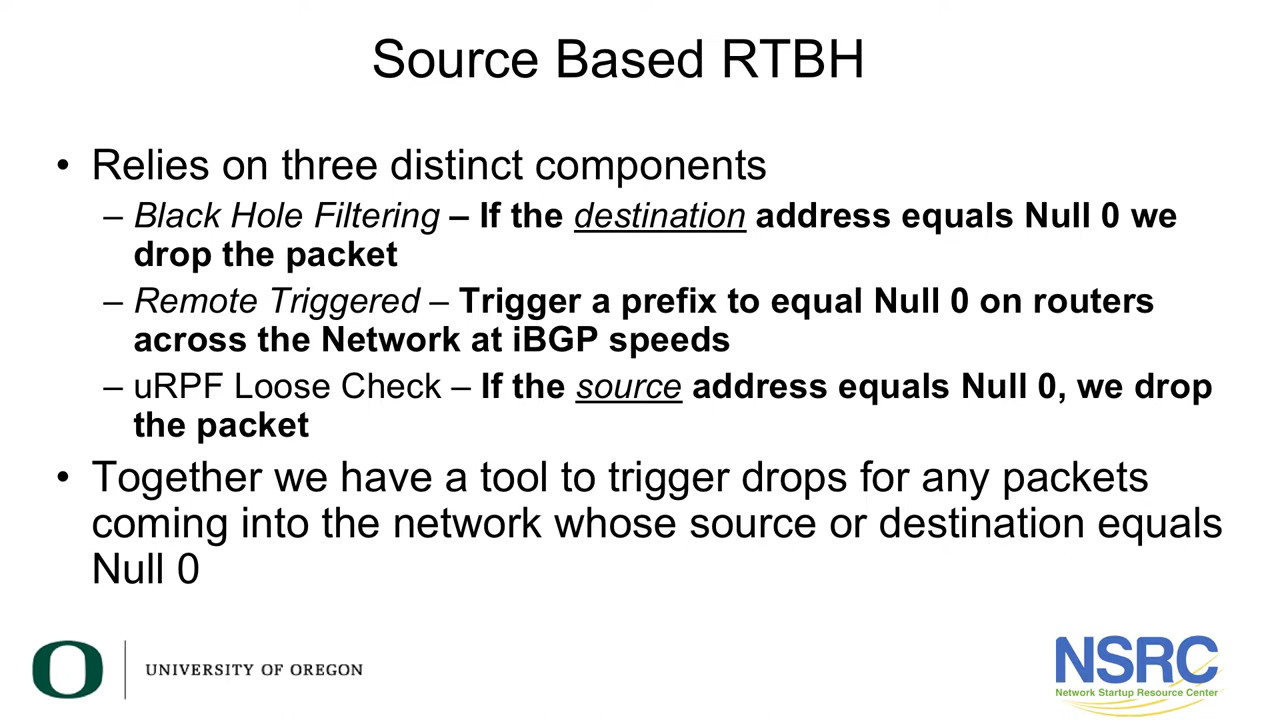 Source Based RTBH
• Relies on three distinct components
– Black Hole Filtering – If the destination address equals Null 0 we
drop the packet
– Remote Triggered – Trigger a prefix to equal Null 0 on routers
across the Network at iBGP speeds
– uRPF Loose Check – If the source address equals Null 0, we drop
the packet
• Together we have a tool to trigger drops for any packets
coming into the network whose source or destination equals
Null 0
O
UNIVERSITY OF OREGON
NSRC
Network Startup Resource Center